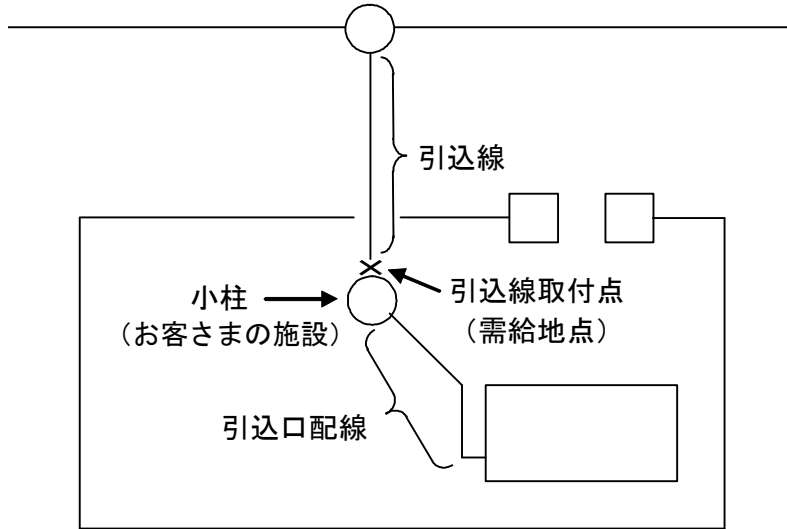 引込線
小柱
（お客さまの施設）
引込線取付点
（需給地点）
引込口配線